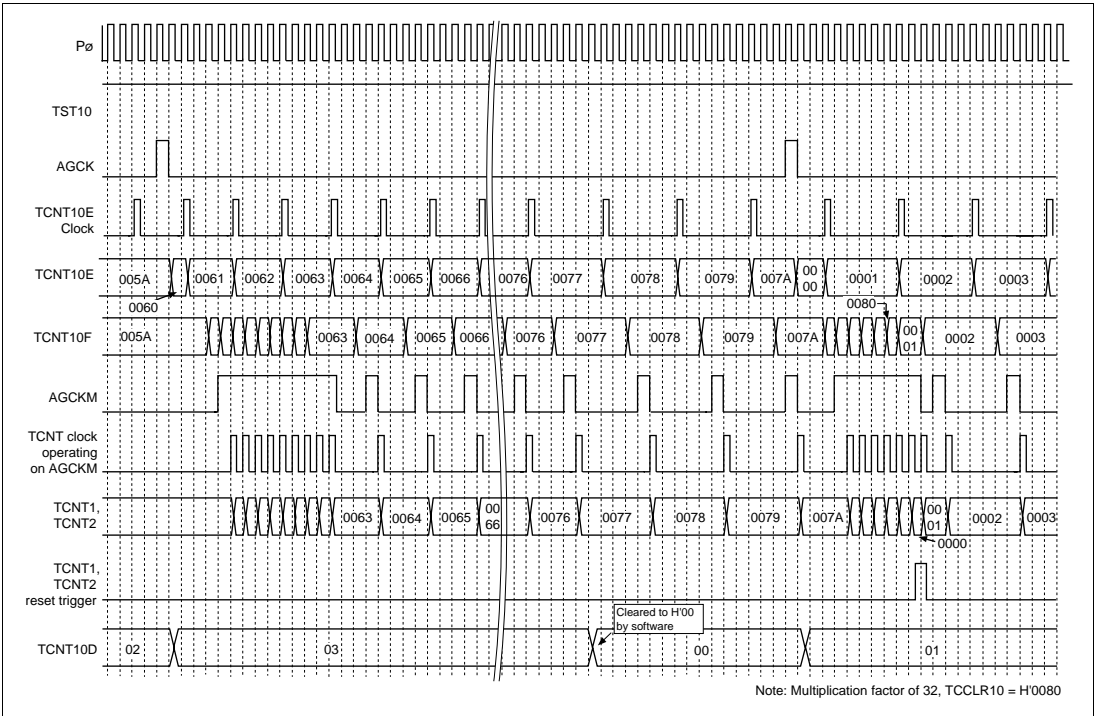 Pø
TST10
AGCK
TCNT10E
Clock
TCNT10E
005A 0061 0062 0063 0064 0065 0066 0076 0077 0078 0079 007A 00 0001 0002 0003
00
0060
0080
TCNT10F
005A 0063 0064 0065 0066 0076 0077 0078 0079 007A 00 0002 0003
01
AGCKM
TCNT clock
operating
on AGCKM
TCNT1,
TCNT2
0063 0064 0065 00 0076 0077 0078 0079 007A 00 0002 0003
66 01
0000
TCNT1,
TCNT2
reset trigger
Cleared to H'00
by software
TCNT10D
02 03 00 01
Note: Multiplication factor of 32, TCCLR10 = H'0080